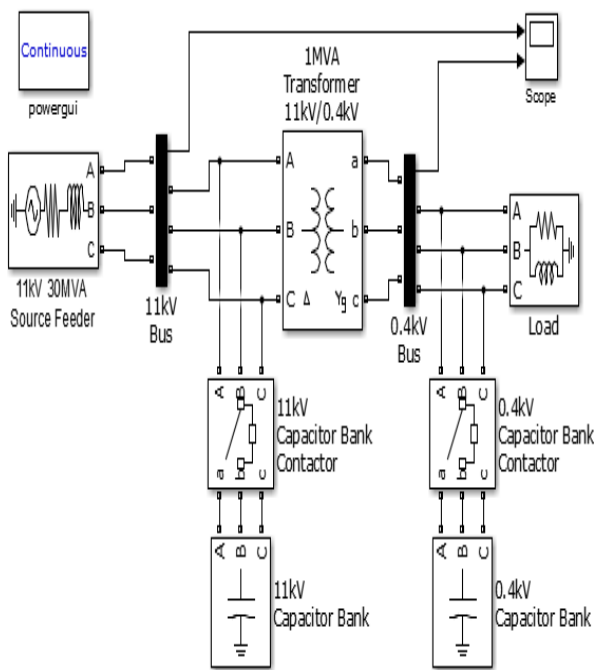 Continuous
powergui
1MVA
Transformer
11kV/0.4kV
Scope
A
B
C
11kV 30MVA
Source Feeder
11kV
Bus
A
B
C
Δ
Yg
a
b
c
0.4kV
Bus
A
B
C
Load
A
B
C
a
b
c
11kV
Capacitor Bank
Contactor
A
B
C
a
b
c
0.4kV
Capacitor Bank
Contactor
A
B
C
11kV
Capacitor Bank
A
B
C
0.4kV
Capacitor Bank